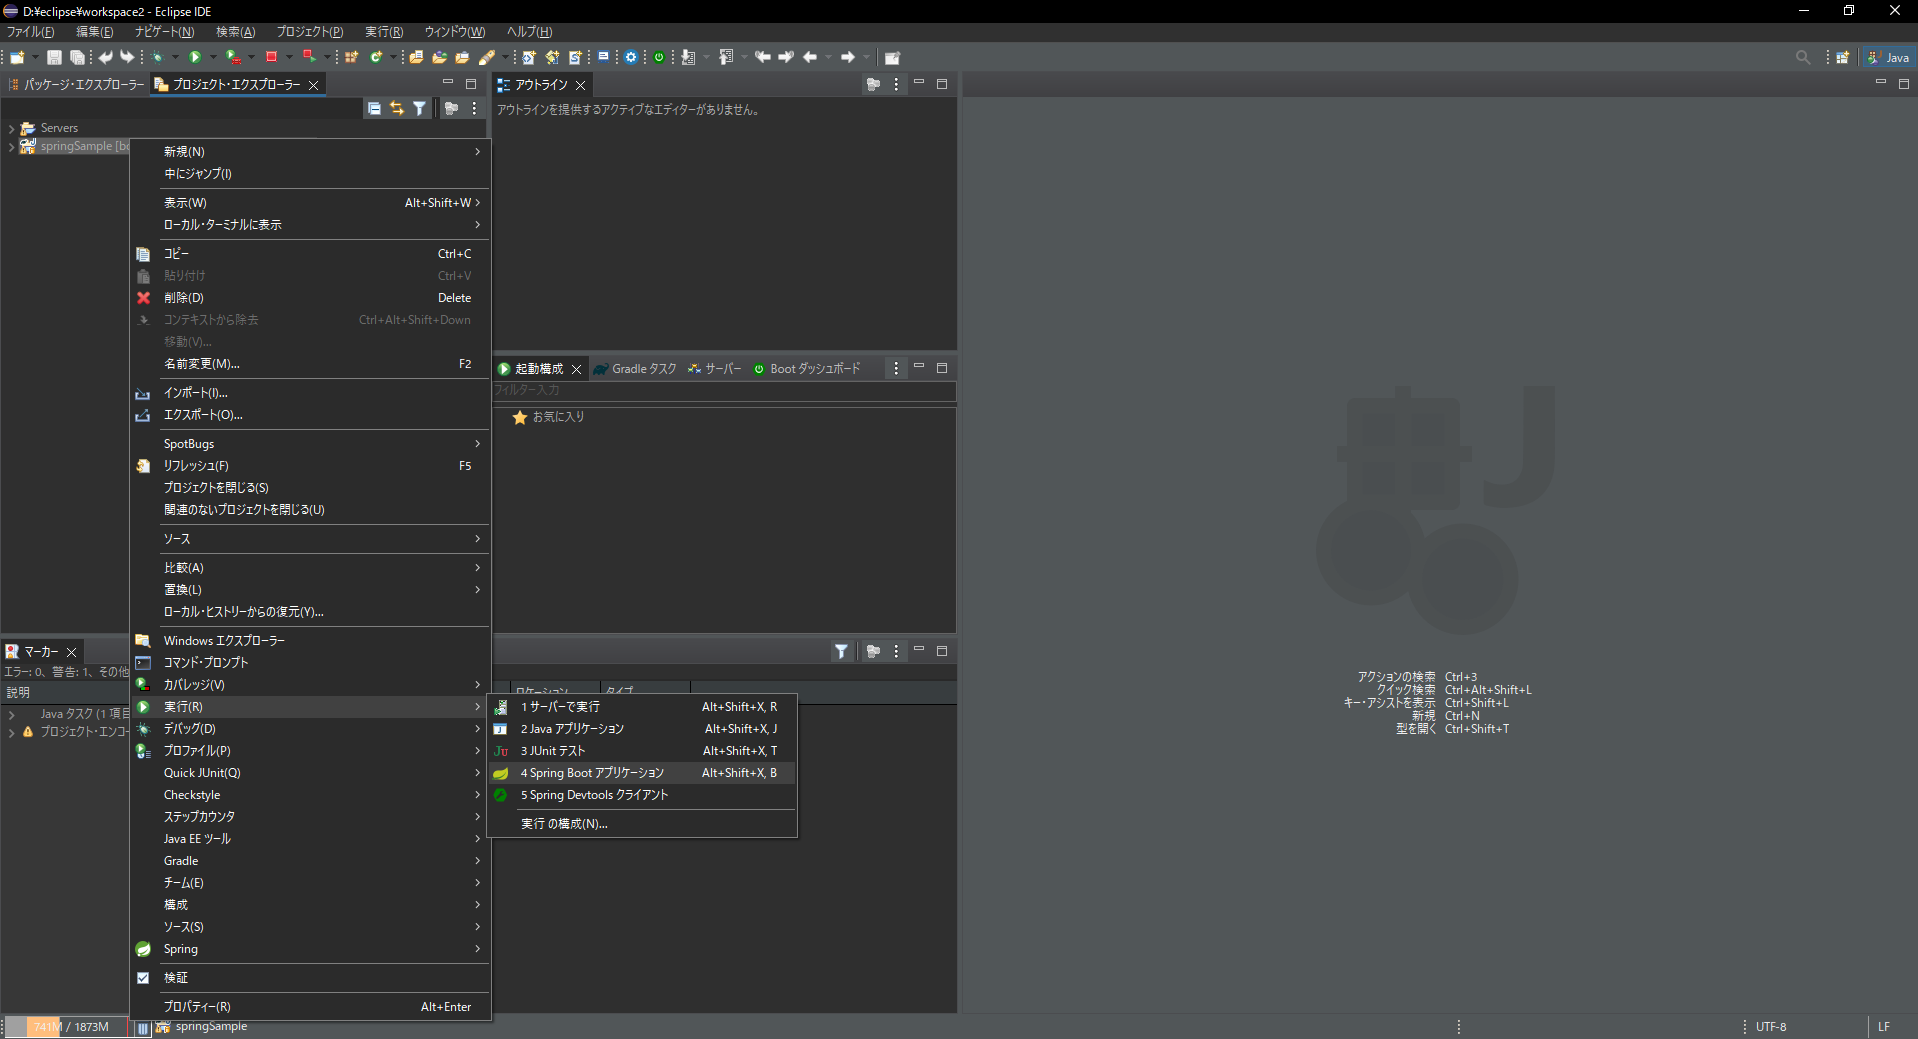 D:¥eclipse¥workspace2 - Eclipse IDE
ファイル(F) 編集(E) ナビゲート(N) 検索(A) プロジェクト(P) 実行(R) ウィンドウ(W) ヘルプ(H)
Java
パッケージ・エクスプローラー プロジェクト・エクスプローラー
Servers
springSample
新規(N)
中にジャンプ(I)
表示(W) Alt+Shift+W
ローカル・ターミナルに表示
コピー Ctrl+C
貼り付け Ctrl+V
削除(D) Delete
コンテキストから除去 Ctrl+Alt+Shift+Down
移動(V)...
名前変更(M)... F2
インポート(I)...
エクスポート(O)...
SpotBugs
リフレッシュ(F) F5
プロジェクトを閉じる(S)
関連のないプロジェクトを閉じる(U)
ソース
比較(A)
置換(L)
ローカル・ヒストリーからの復元(Y)...
Windows エクスプローラー
コマンド・プロンプト
カバレッジ(V)
実行(R)
デバッグ(D)
プロファイル(P)
Quick JUnit(Q)
Checkstyle
ステップカウンタ
Java EE ツール
Gradle
チーム(E)
構成
ソース(S)
Spring
検証
プロパティー(R) Alt+Enter
1 サーバーで実行 Alt+Shift+X, R
2 Java アプリケーション Alt+Shift+X, J
3 JUnit テスト Alt+Shift+X, T
4 Spring Boot アプリケーション Alt+Shift+X, B
5 Spring Devtools クライアント
実行 の構成(N)...
アウトライン
アウトラインを提供するアクティブなエディターがありません。
起動構成 Gradle タスク サーバー Boot ダッシュボード
フィルター入力
お気に入り
マーカー
エラー: 0、警告: 1、その他
説明 ロケーション タイプ
Java タスク (1 項目
プロジェクト・エンコー
アクションの検索 Ctrl+3
クイック検索 Ctrl+Alt+Shift+L
キー・アシストを表示 Ctrl+Shift+L
新規 Ctrl+N
型を開く Ctrl+Shift+T
741M / 1873M springSample UTF-8 LF